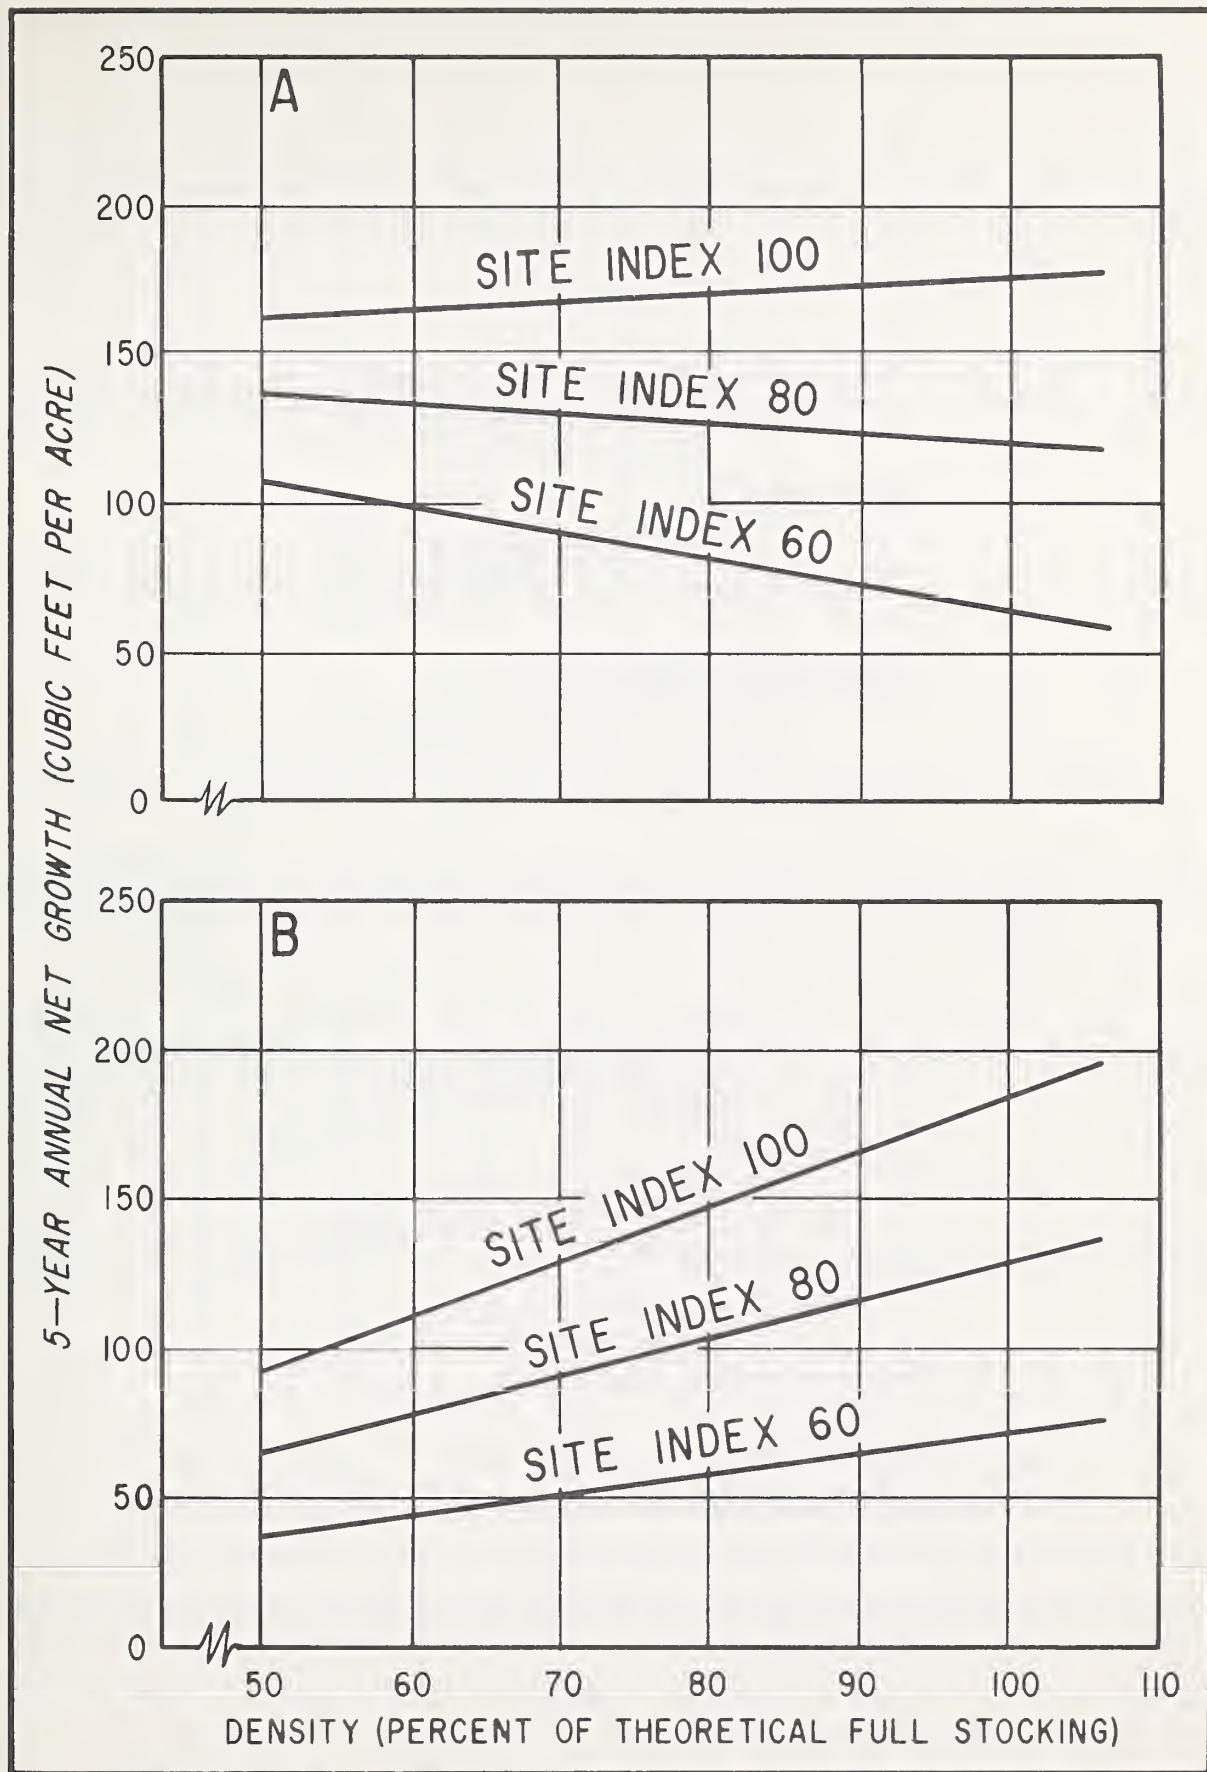 250
A
200
SITE INDEX 100
150
SITE INDEX 80
100
SITE INDEX 60
50
0
5—YEAR ANNUAL NET GROWTH (CUBIC FEET PER ACRE)
250
B
200
SITE INDEX 100
150
SITE INDEX 80
100
SITE INDEX 60
50
0
50 60 70 80 90 100 110
DENSITY (PERCENT OF THEORETICAL FULL STOCKING)